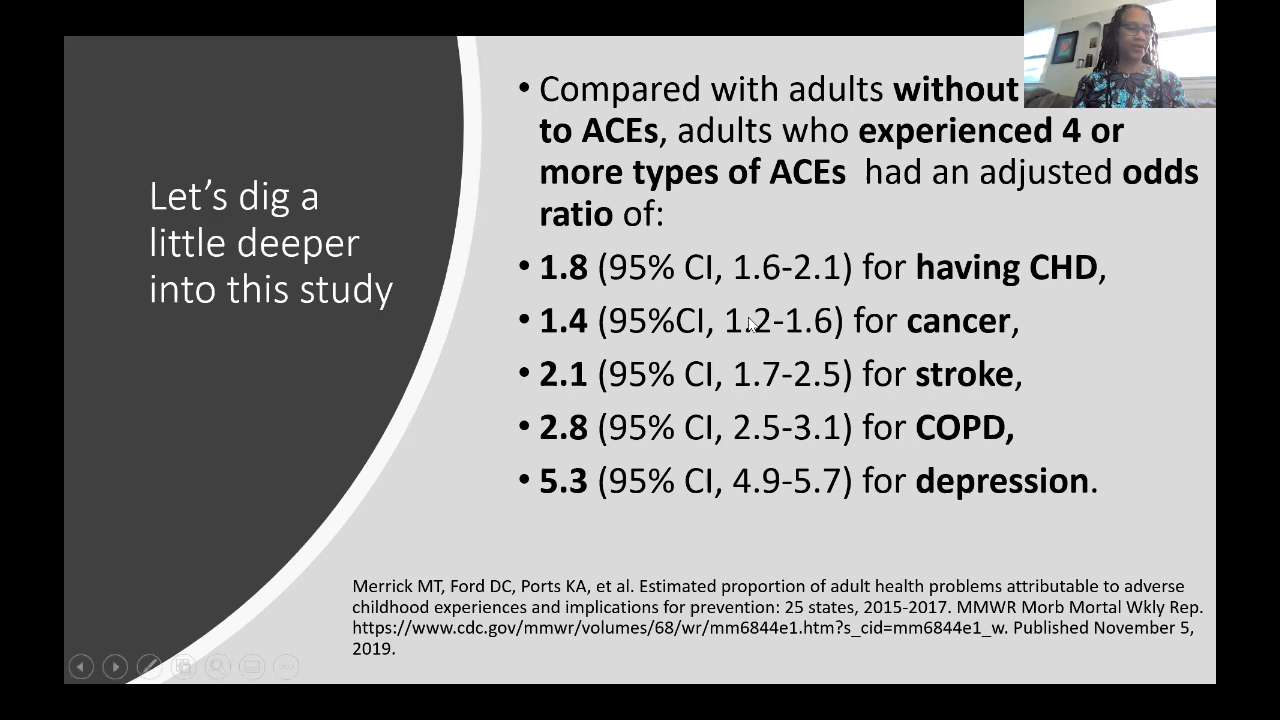 Let’s dig a
little deeper
into this study
• Compared with adults without
to ACEs, adults who experienced 4 or
more types of ACEs had an adjusted odds
ratio of:
• 1.8 (95% CI, 1.6-2.1) for having CHD,
• 1.4 (95%CI, 1.2-1.6) for cancer,
• 2.1 (95% CI, 1.7-2.5) for stroke,
• 2.8 (95% CI, 2.5-3.1) for COPD,
• 5.3 (95% CI, 4.9-5.7) for depression.
Merrick MT, Ford DC, Ports KA, et al. Estimated proportion of adult health problems attributable to adverse
childhood experiences and implications for prevention: 25 states, 2015-2017. MMWR Morb Mortal Wkly Rep.
https://www.cdc.gov/mmwr/volumes/68/wr/mm6844e1.htm?s_cid=mm6844e1_w. Published November 5,
2019.